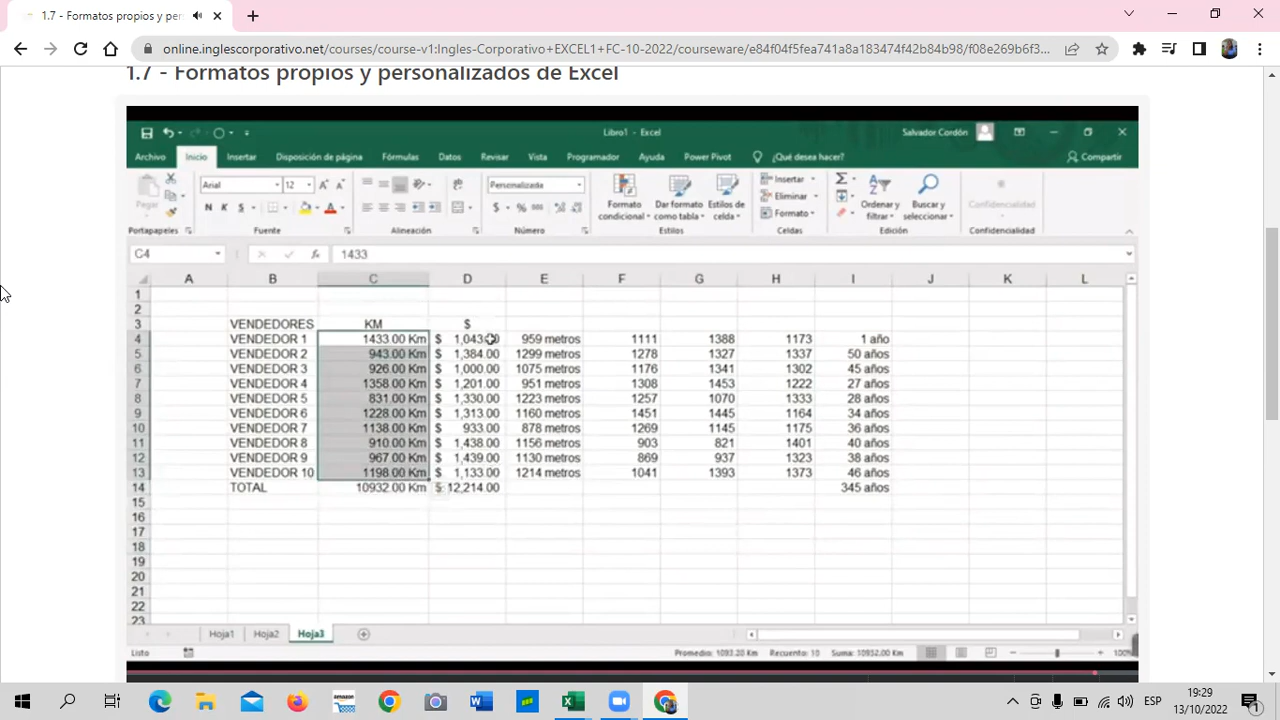 1.7 - Formatos propios y per
online.inglescorporativo.net/courses/course-v1:Ingles-Corporativo+EXCEL1+FC-10-2022/courseware/e84f04f5fea741a8a183474f42b84b98/f08e269b6f3...
1.7 - Formatos propios y personalizados de Excel
Libro1 - Excel
Salvador Cordón
Archivo Inicio Insertar Disposición de página Fórmulas Datos Revisar Vista Programador Ayuda Power Pivot ¿Qué desea hacer? Compartir
Pegar
Arial 12
N K S
Personalizada
$ % 000
Formato condicional
Dar formato como tabla
Estilos de celda
Insertar
Eliminar
Formato
Ordenar y filtrar
Buscar y seleccionar
Confidencialidad
Portapapeles Fuente Alineación Número Estilos Celdas Edición Confidencialidad
C4 fx 1433
A B C D E F G H I J K L
1
2
3 VENDEDORES KM $
4 VENDEDOR 1 1433.00 Km $ 1,043.00 959 metros 1111 1388 1173 1 año
5 VENDEDOR 2 943.00 Km $ 1,384.00 1299 metros 1278 1327 1337 50 años
6 VENDEDOR 3 926.00 Km $ 1,000.00 1075 metros 1176 1341 1302 45 años
7 VENDEDOR 4 1358.00 Km $ 1,201.00 951 metros 1308 1453 1222 27 años
8 VENDEDOR 5 831.00 Km $ 1,330.00 1223 metros 1257 1070 1333 28 años
9 VENDEDOR 6 1228.00 Km $ 1,313.00 1160 metros 1451 1445 1164 34 años
10 VENDEDOR 7 1138.00 Km $ 933.00 878 metros 1269 1145 1175 36 años
11 VENDEDOR 8 910.00 Km $ 1,438.00 1156 metros 903 821 1401 40 años
12 VENDEDOR 9 967.00 Km $ 1,439.00 1130 metros 869 937 1323 38 años
13 VENDEDOR 10 1198.00 Km $ 1,133.00 1214 metros 1041 1393 1373 46 años
14 TOTAL 10932.00 Km $ 12,214.00 345 años
15
16
17
18
19
20
21
22
23
Hoja1 Hoja2 Hoja3
Listo Promedio: 1093.20 Km Recuento: 10 Suma: 10932.00 Km 100%
ESP
19:29
13/10/2022